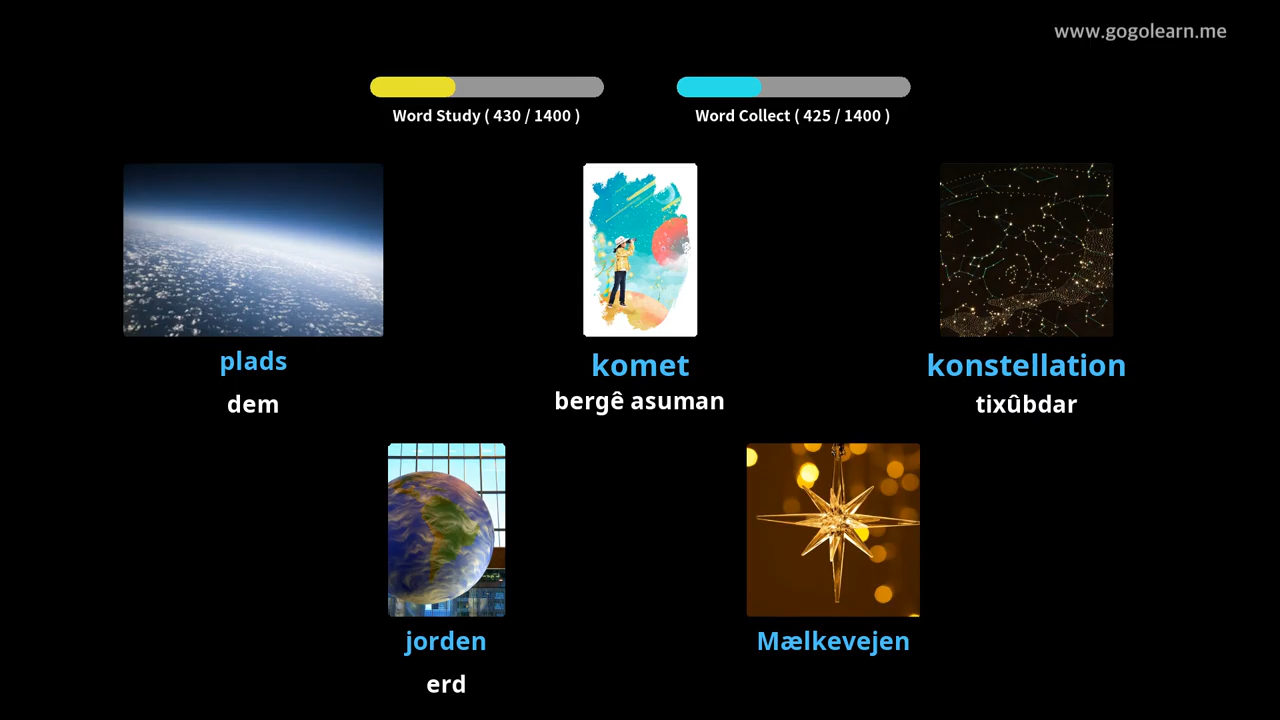 www.gogolearn.me
Word Study ( 430 / 1400 )
Word Collect ( 425 / 1400 )
plads
dem
komet
bergê asuman
konstellation
tixûbdar
jorden
erd
Mælkevejen